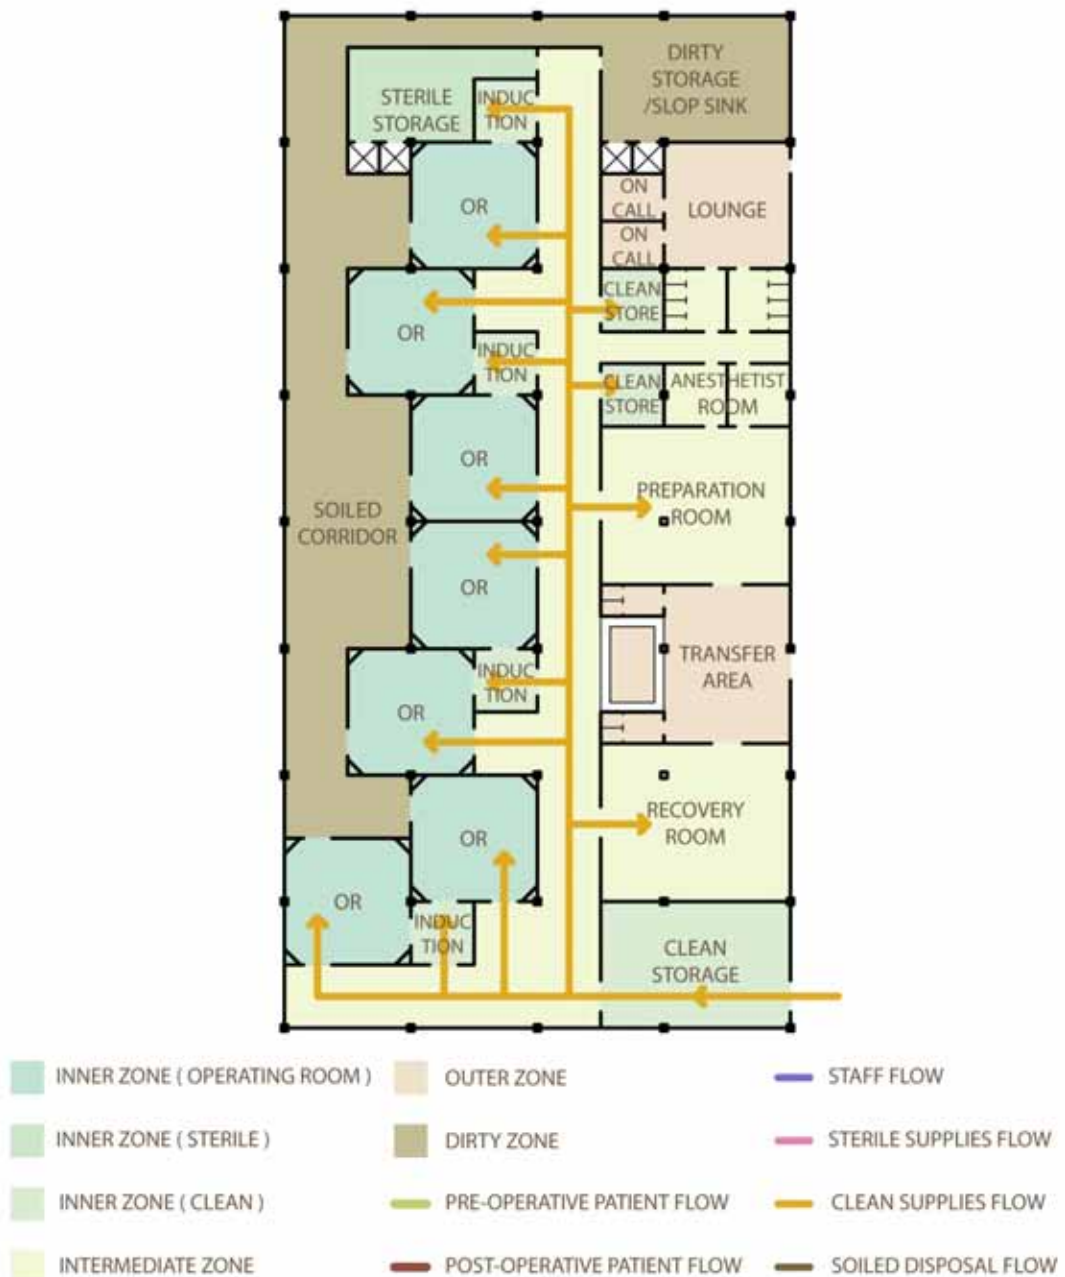 DIRTY
STORAGE
/SLOP SINK
STERILE
STORAGE
INDUC
TION
OR
ON
CALL
LOUNGE
ON
CALL
CLEAN
STORE
OR
INDUC
TION
CLEAN
STORE
ANESTHETIST
ROOM
OR
PREPARATION
ROOM
SOILED
CORRIDOR
OR
TRANSFER
AREA
INDUC
TION
OR
RECOVERY
ROOM
OR
OR
INDUC
TION
CLEAN
STORAGE
INNER ZONE ( OPERATING ROOM )
OUTER ZONE
STAFF FLOW
INNER ZONE ( STERILE )
DIRTY ZONE
STERILE SUPPLIES FLOW
INNER ZONE ( CLEAN )
PRE-OPERATIVE PATIENT FLOW
CLEAN SUPPLIES FLOW
INTERMEDIATE ZONE
POST-OPERATIVE PATIENT FLOW
SOILED DISPOSAL FLOW